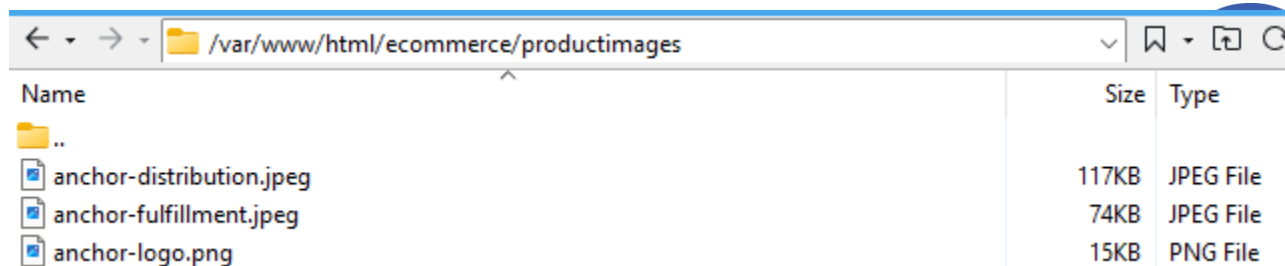 /var/www/html/ecommerce/productimages
Name Size Type
..
anchor-distribution.jpeg 117KB JPEG File
anchor-fulfillment.jpeg 74KB JPEG File
anchor-logo.png 15KB PNG File